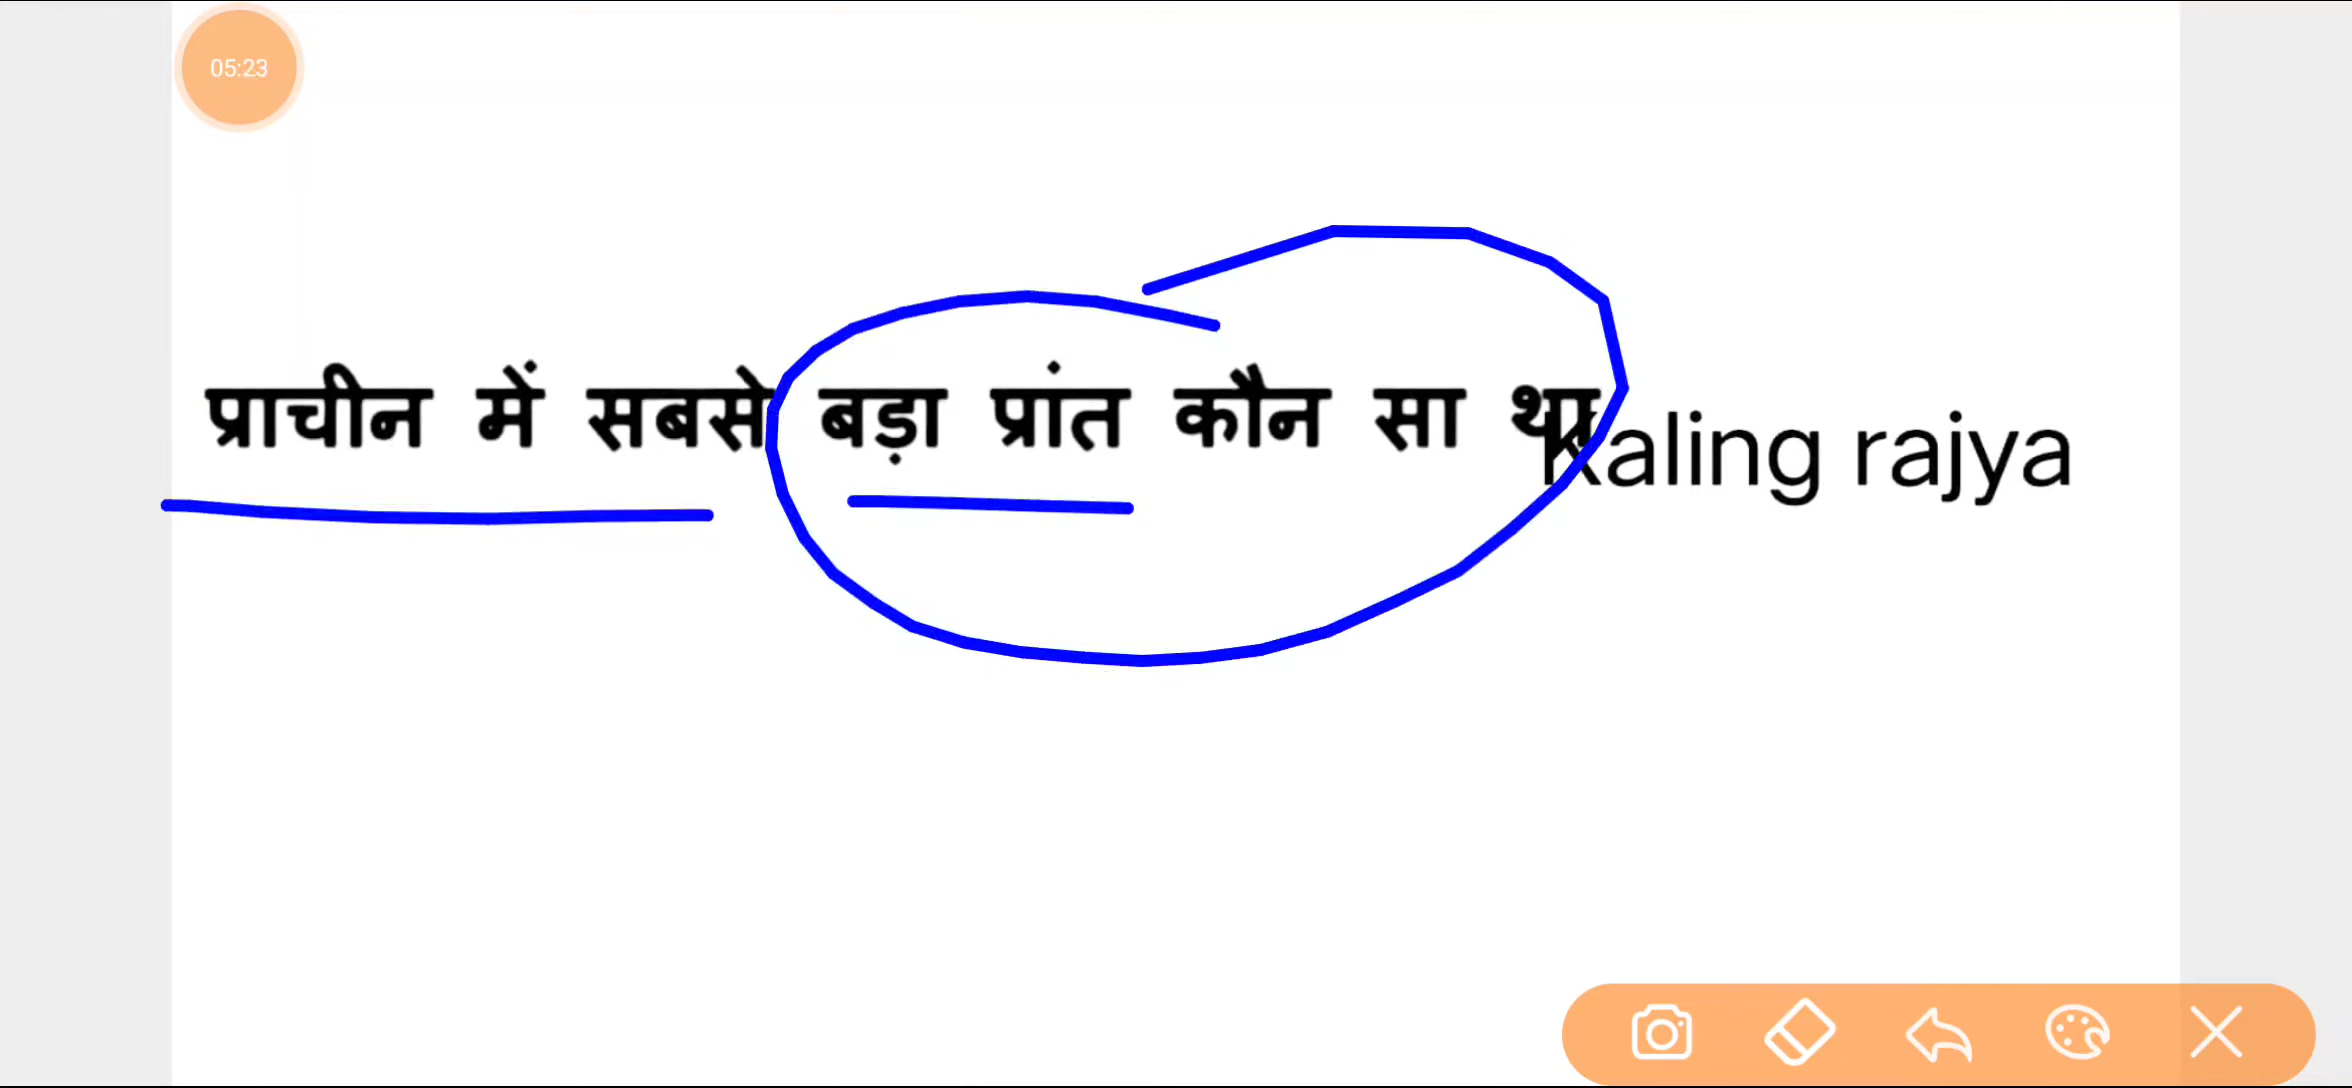 05:23
प्राचीन में सबसे बड़ा प्रांत कौन सा था Kaling rajya